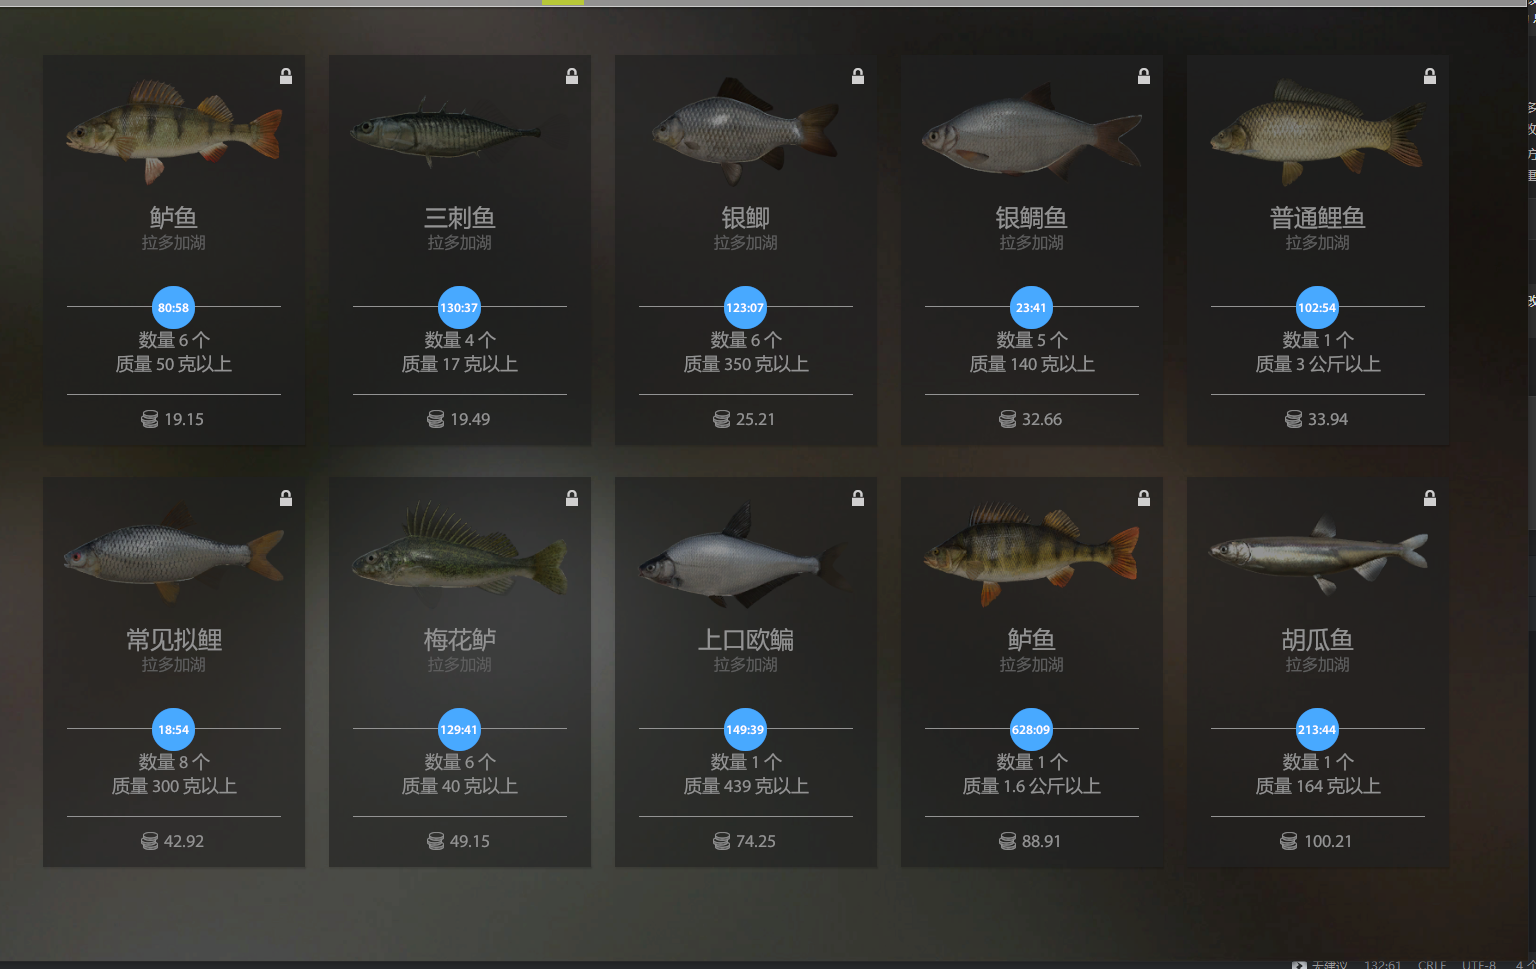 鲈鱼
拉多加湖
80:58
数量 6 个
质量 50 克以上
19.15
三刺鱼
拉多加湖
130:37
数量 4 个
质量 17 克以上
19.49
银鲫
拉多加湖
123:07
数量 6 个
质量 350 克以上
25.21
银鲷鱼
拉多加湖
23:41
数量 5 个
质量 140 克以上
32.66
普通鲤鱼
拉多加湖
102:54
数量 1 个
质量 3 公斤以上
33.94
常见拟鲤
拉多加湖
18:54
数量 8 个
质量 300 克以上
42.92
梅花鲈
拉多加湖
129:41
数量 6 个
质量 40 克以上
49.15
上口欧鳊
拉多加湖
149:39
数量 1 个
质量 439 克以上
74.25
鲈鱼
拉多加湖
628:09
数量 1 个
质量 1.6 公斤以上
88.91
胡瓜鱼
拉多加湖
213:44
数量 1 个
质量 164 克以上
100.21
无建议 132:61 CRLF UTF-8 4